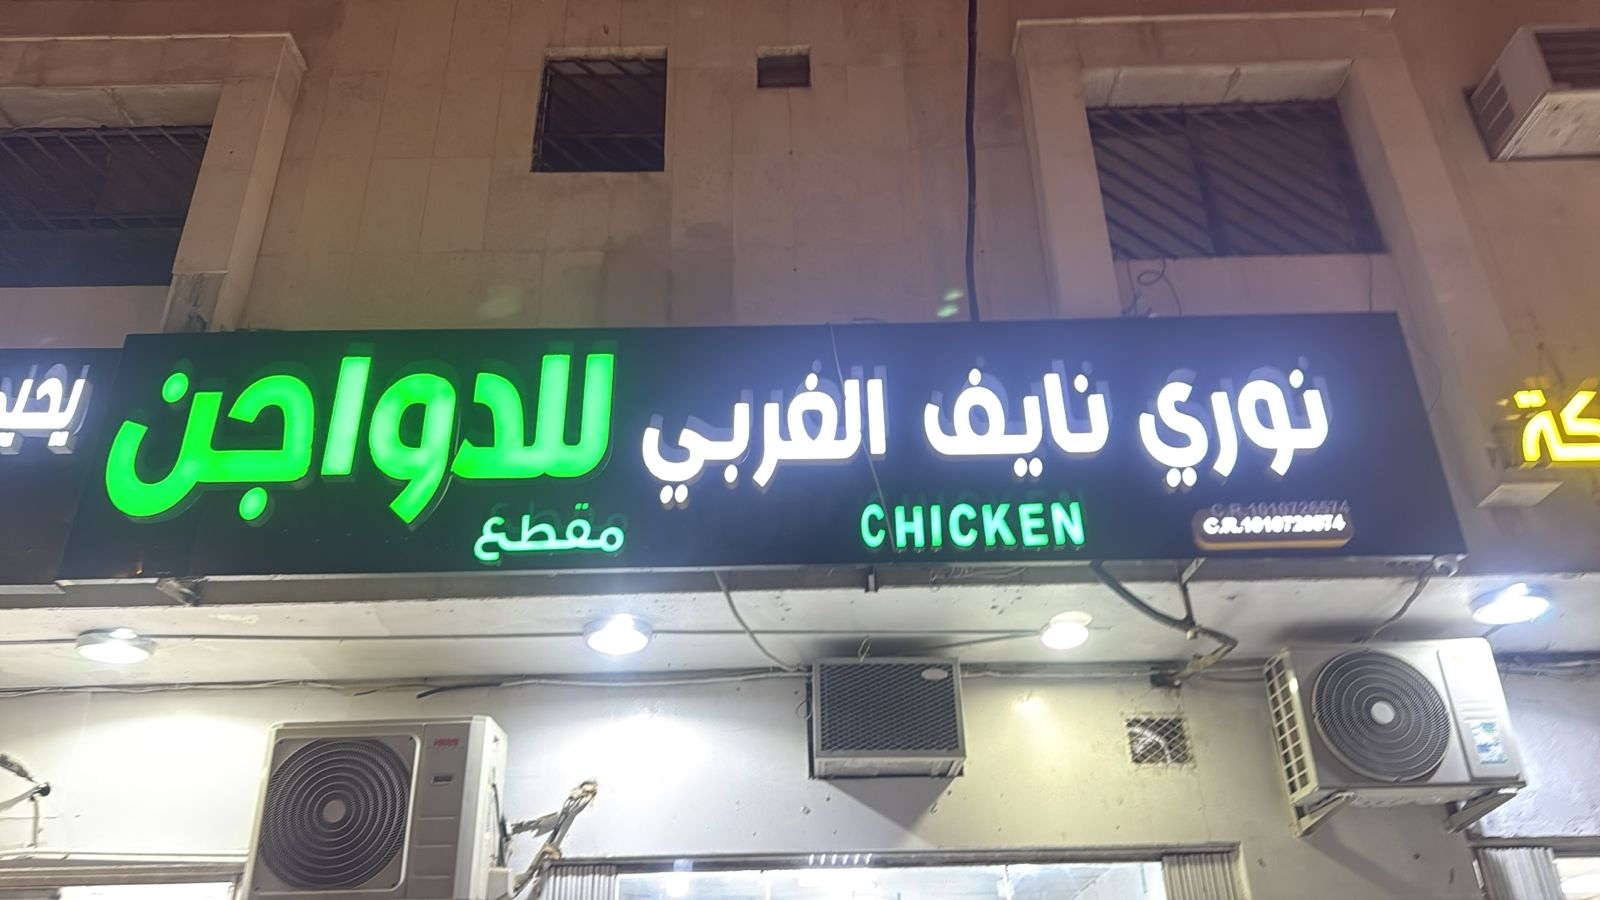 نوري نايف الغربي للدواجن
مقطع
CHICKEN
C.R.1010726574